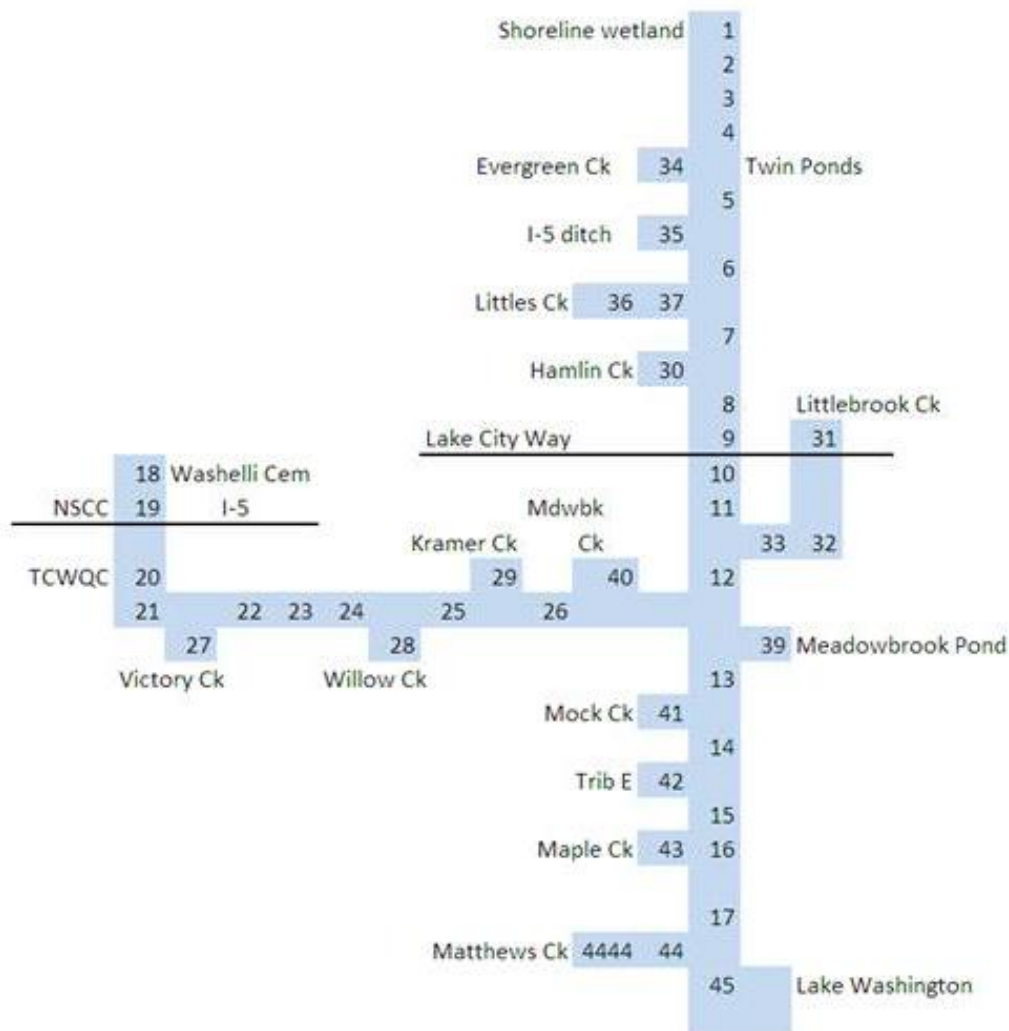 Shoreline wetland 1
2
3
4
Evergreen Ck 34 Twin Ponds
5
I-5 ditch 35
6
Littles Ck 36 37
7
Hamlin Ck 30
8 Littlebrook Ck
Lake City Way 9 31
18 Washelli Cem 10
NSCC 19 I-5 Mdwbk 11
Kramer Ck Ck 33 32
TCWQC 20 29 40 12
21 22 23 24 25 26
27 28 39 Meadowbrook Pond
Victory Ck Willow Ck 13
Mock Ck 41
14
Trib E 42
15
Maple Ck 43 16
17
Matthews Ck 4444 44
45 Lake Washington